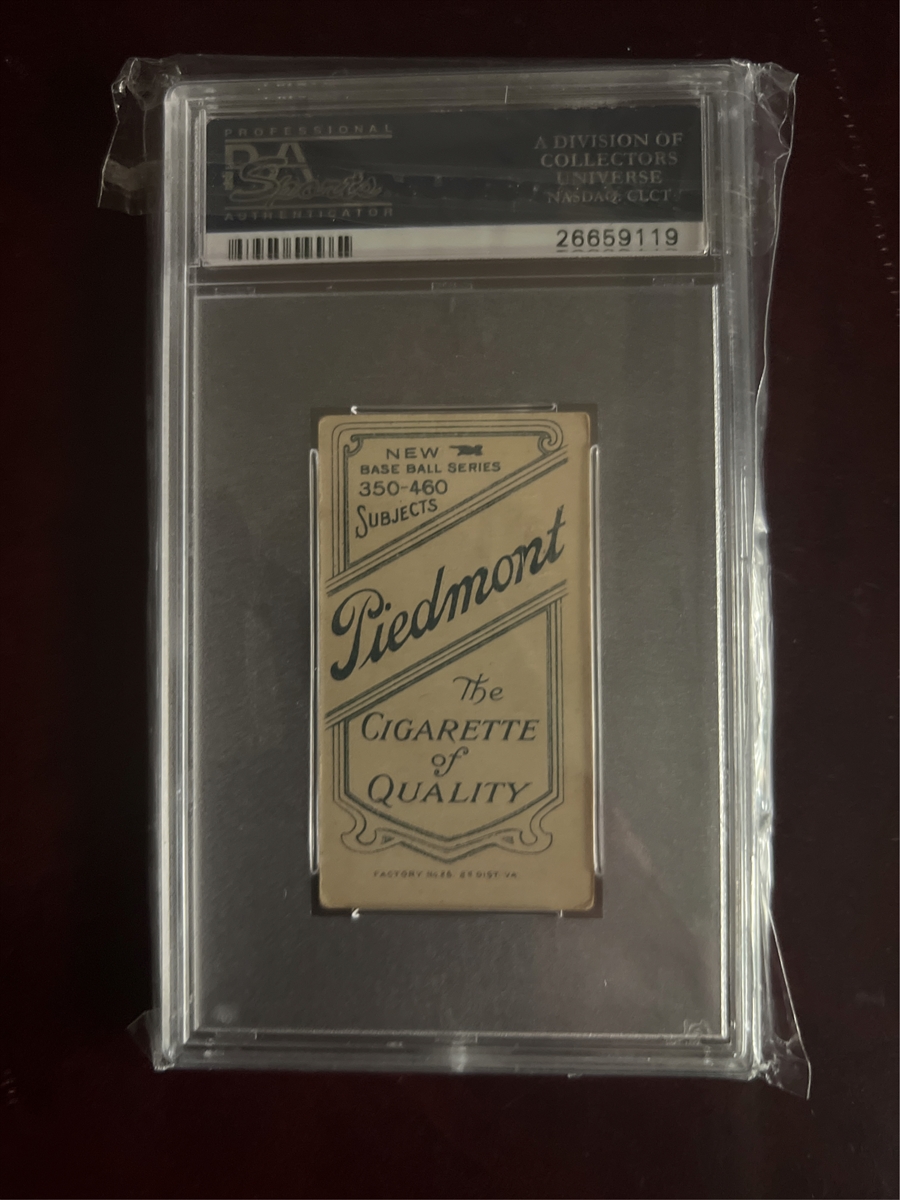 PROFESSIONAL
PSA
Sports
AUTHENTICATOR
A DIVISION OF
COLLECTORS
UNIVERSE
NASDAQ: CLCT
26659119
NEW
BASE BALL SERIES
350-460
SUBJECTS
Piedmont
The
CIGARETTE
of
QUALITY
FACTORY No 25. 2D DIST. VA